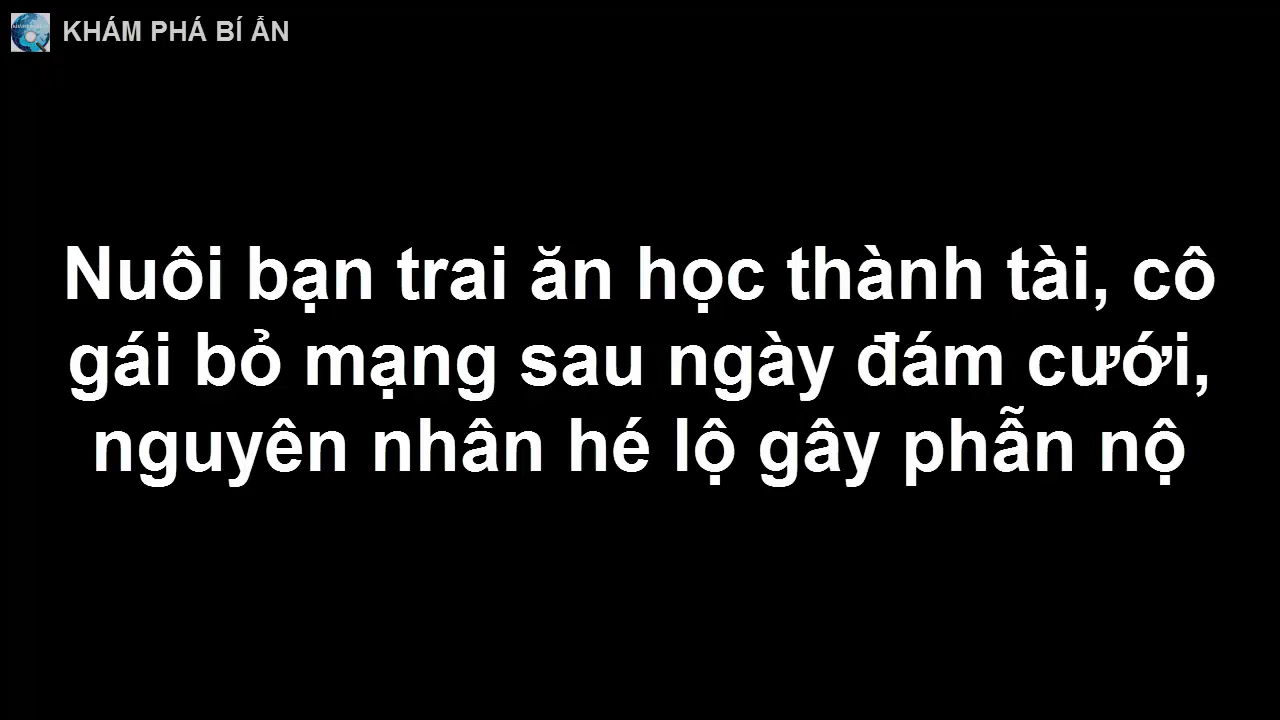 KHÁM PHÁ BÍ ẨN
Nuôi bạn trai ăn học thành tài, cô
gái bỏ mạng sau ngày đám cưới,
nguyên nhân hé lộ gây phẫn nộ